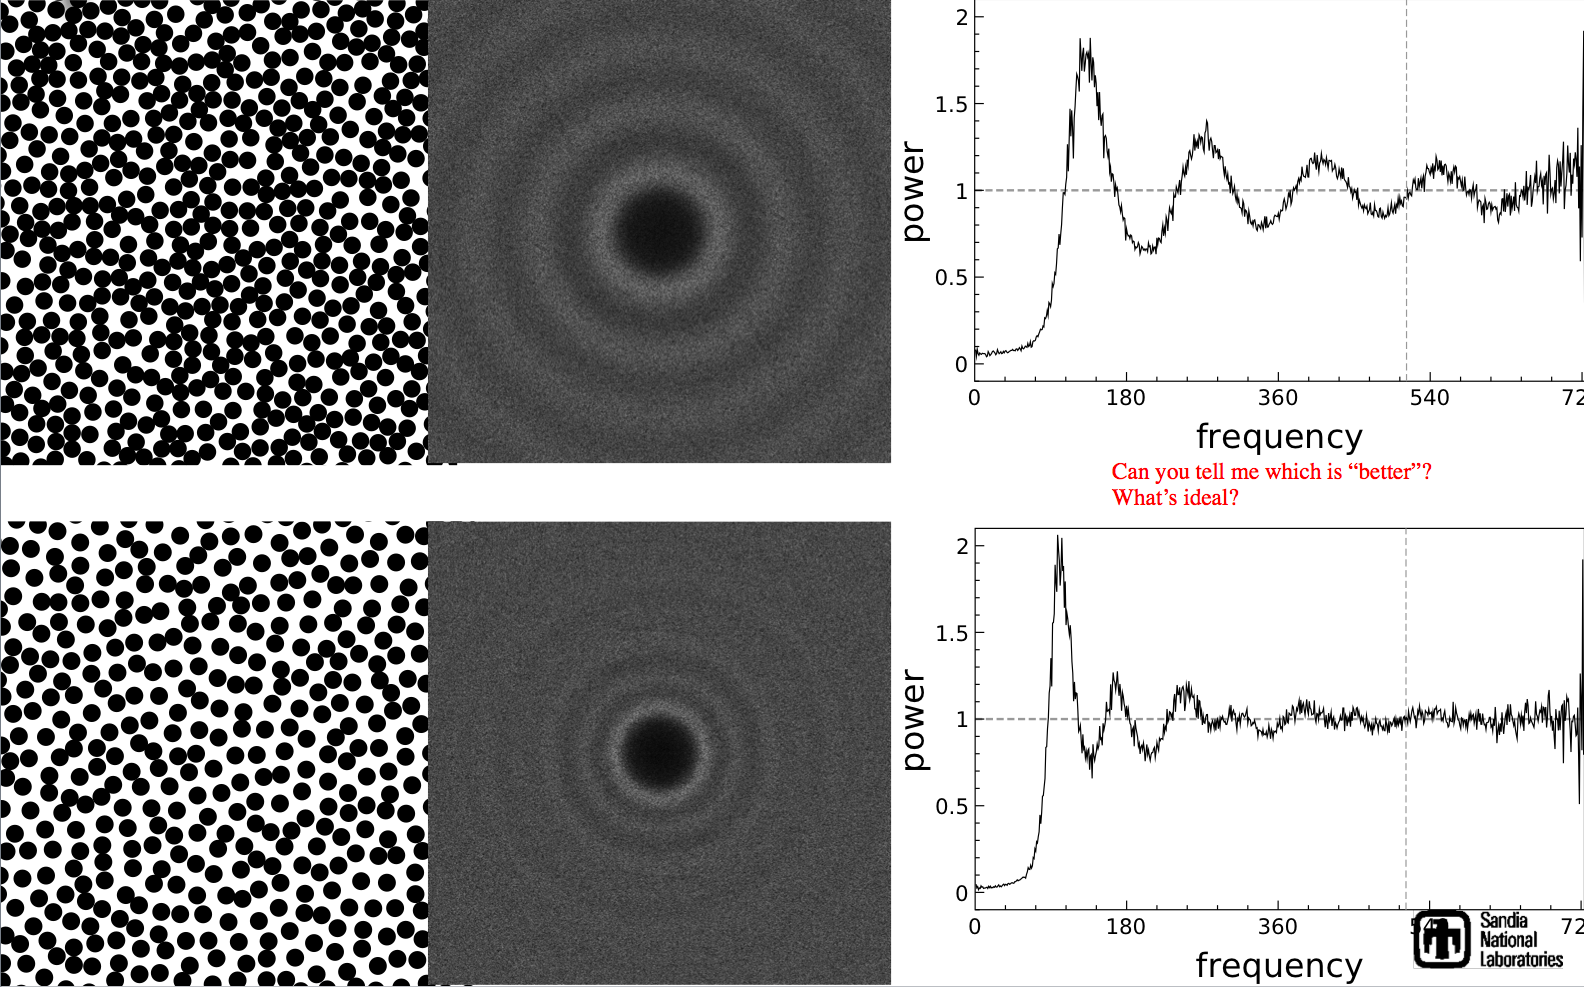 2
1.5
1
0.5
0
power
0 180 360 540 72
frequency
Can you tell me which is “better”?
What’s ideal?
2
1.5
1
0.5
0
power
0 180 360 54 72
frequency
Sandia
National
Laboratories